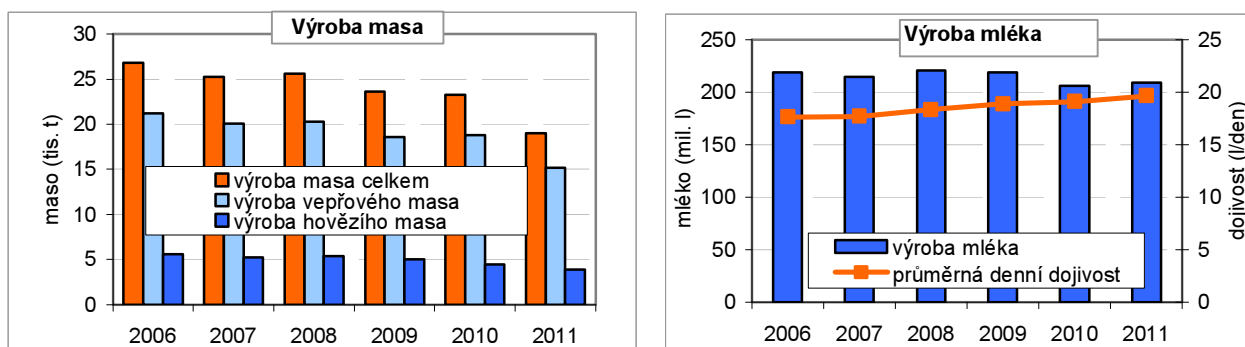 Výroba masa
30
25
20
15
10
5
0
maso (tis. t)
výroba masa celkem
výroba vepřového masa
výroba hovězího masa
2006 2007 2008 2009 2010 2011
Výroba mléka
250
200
150
100
50
0
mléko (mil. l)
25
20
15
10
5
0
dojivost (l/den)
výroba mléka
průměrná denní dojivost
2006 2007 2008 2009 2010 2011